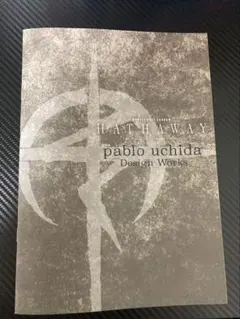 HATHAWAY
pablo uchida
Design Works